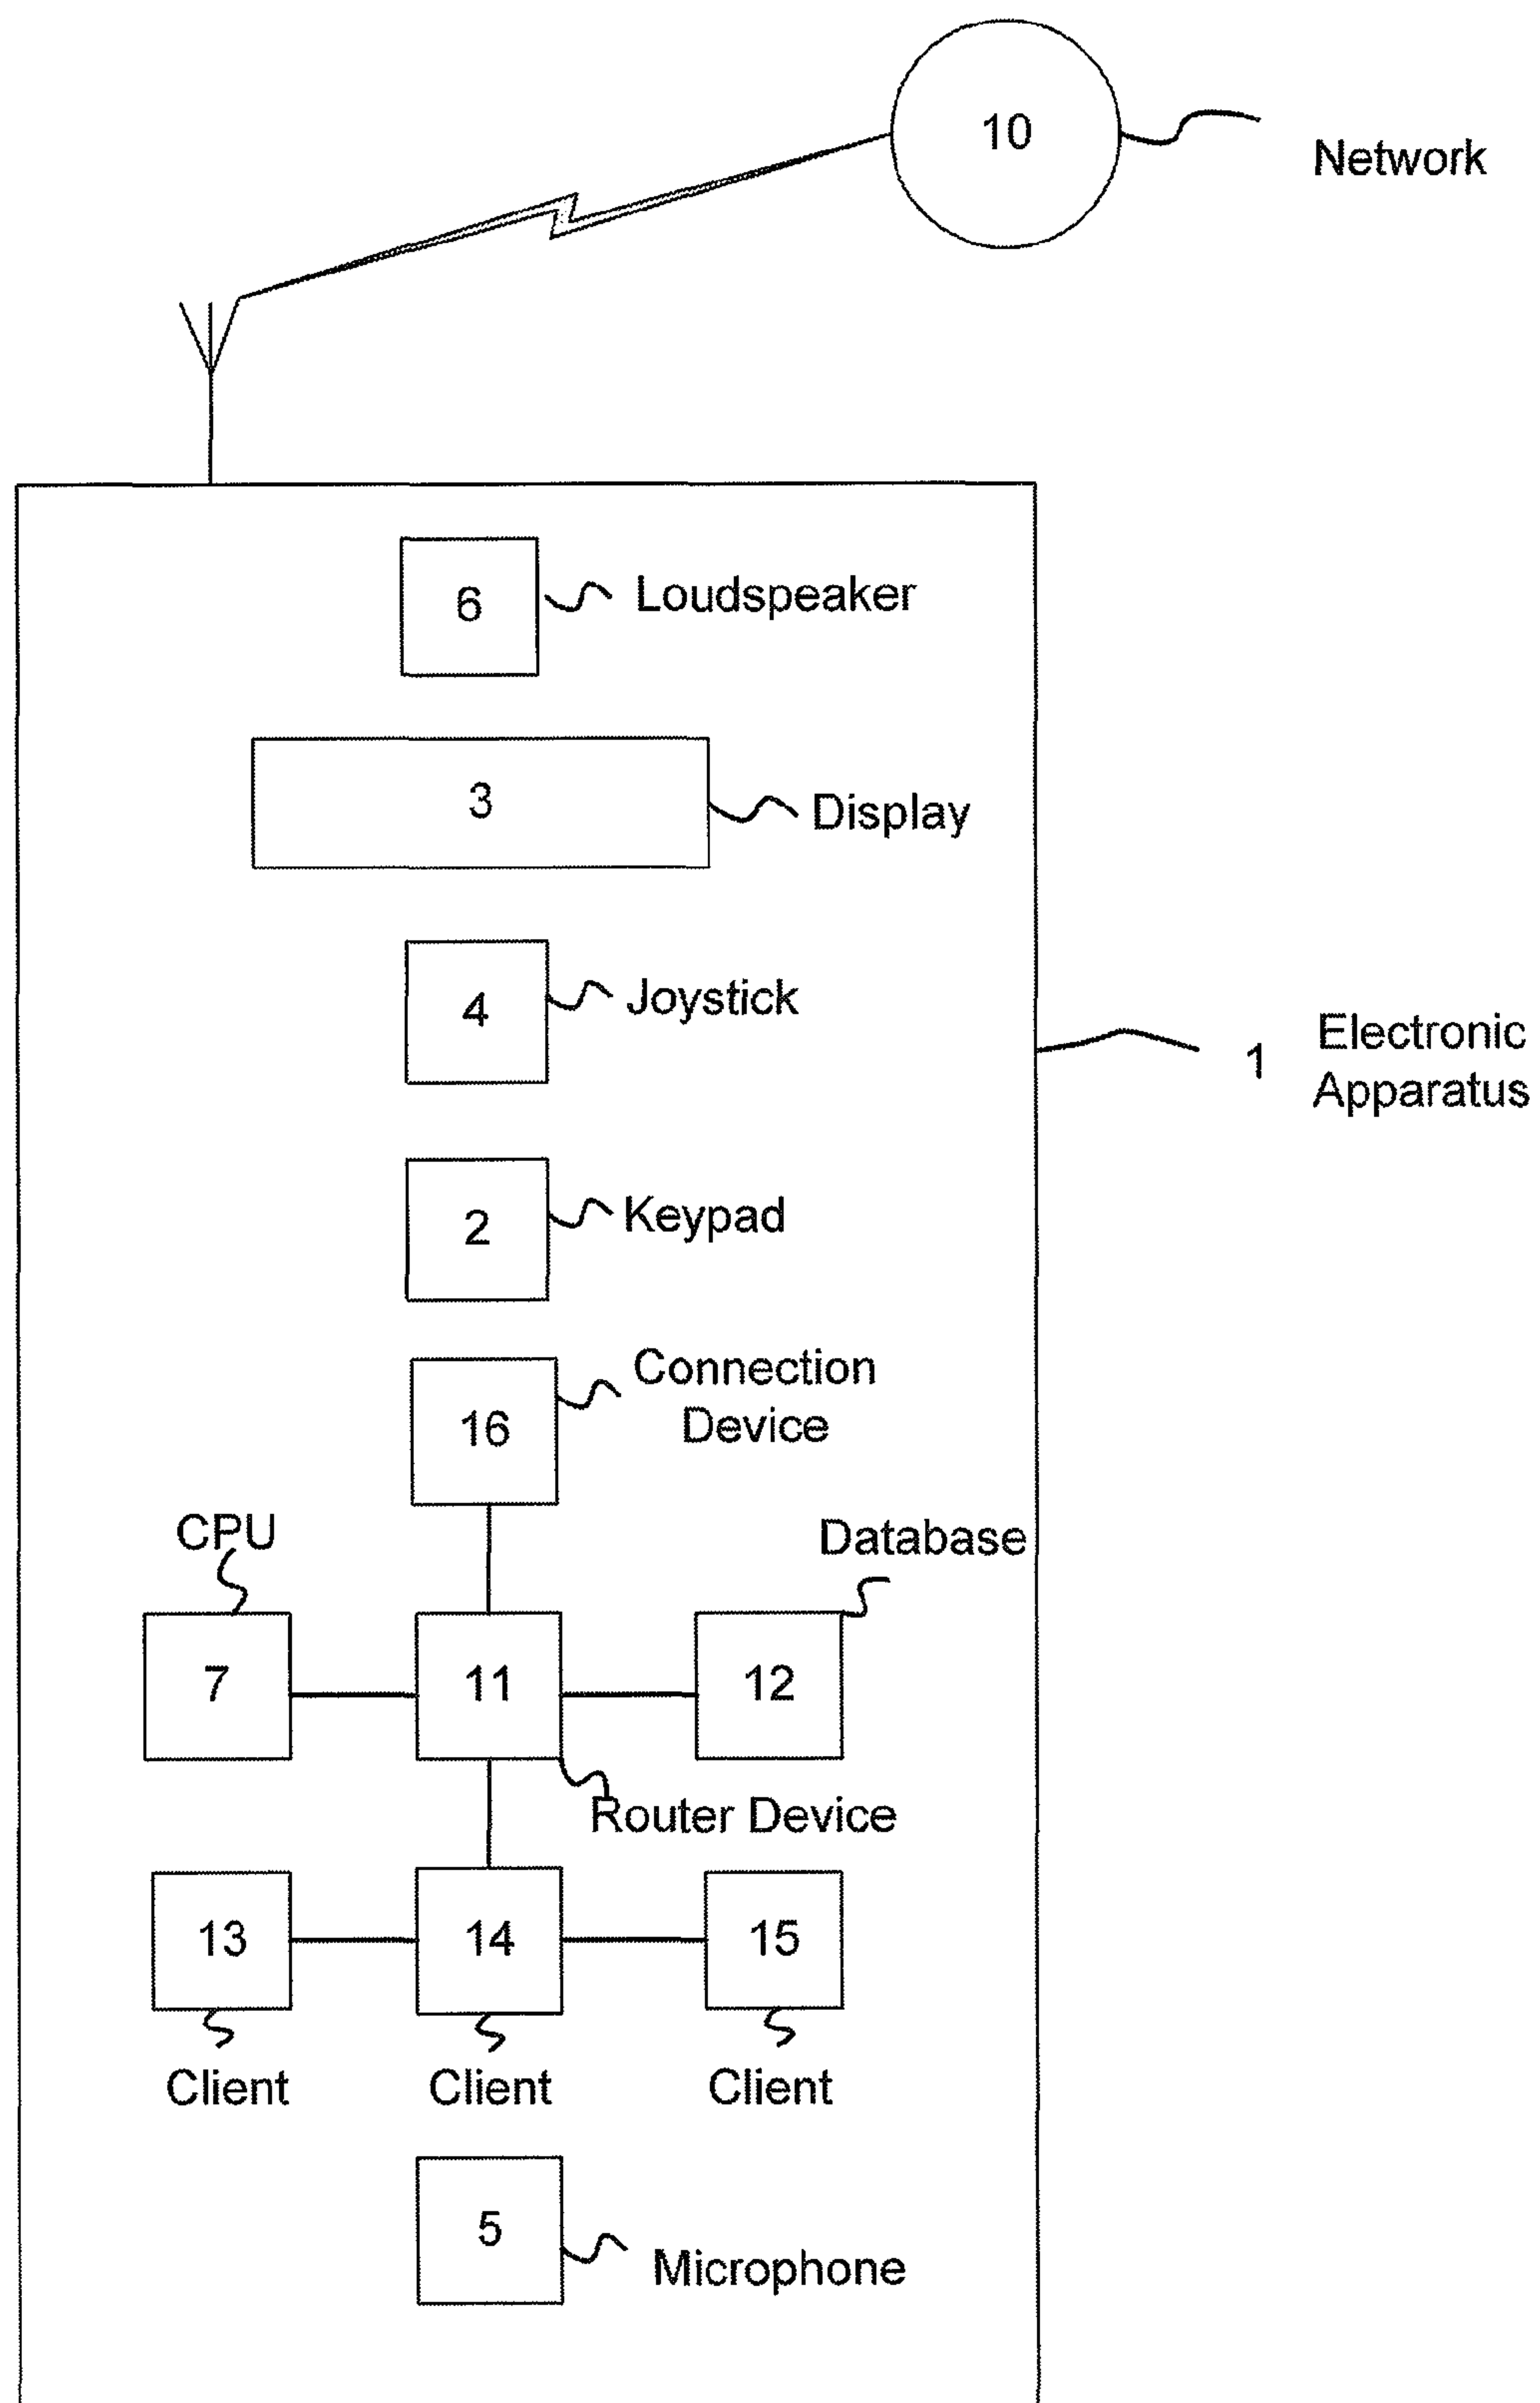 10
Network
6
Loudspeaker
3
Display
4
Joystick
1
Electronic
Apparatus
2
Keypad
Connection
Device
16
CPU
Database
7
11
12
Router Device
13
14
15
Client
Client
Client
5
Microphone